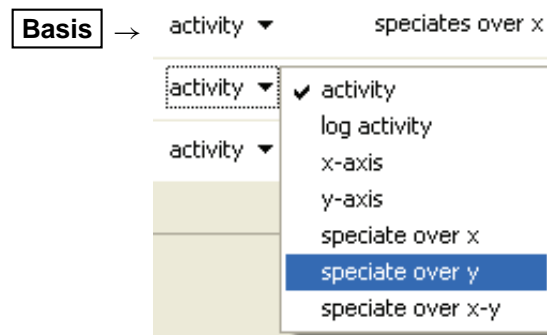 Basis → activity ▼ speciates over x
activity ▼
✔ activity
log activity
activity ▼
x-axis
y-axis
speciate over x
speciate over y
speciate over x-y